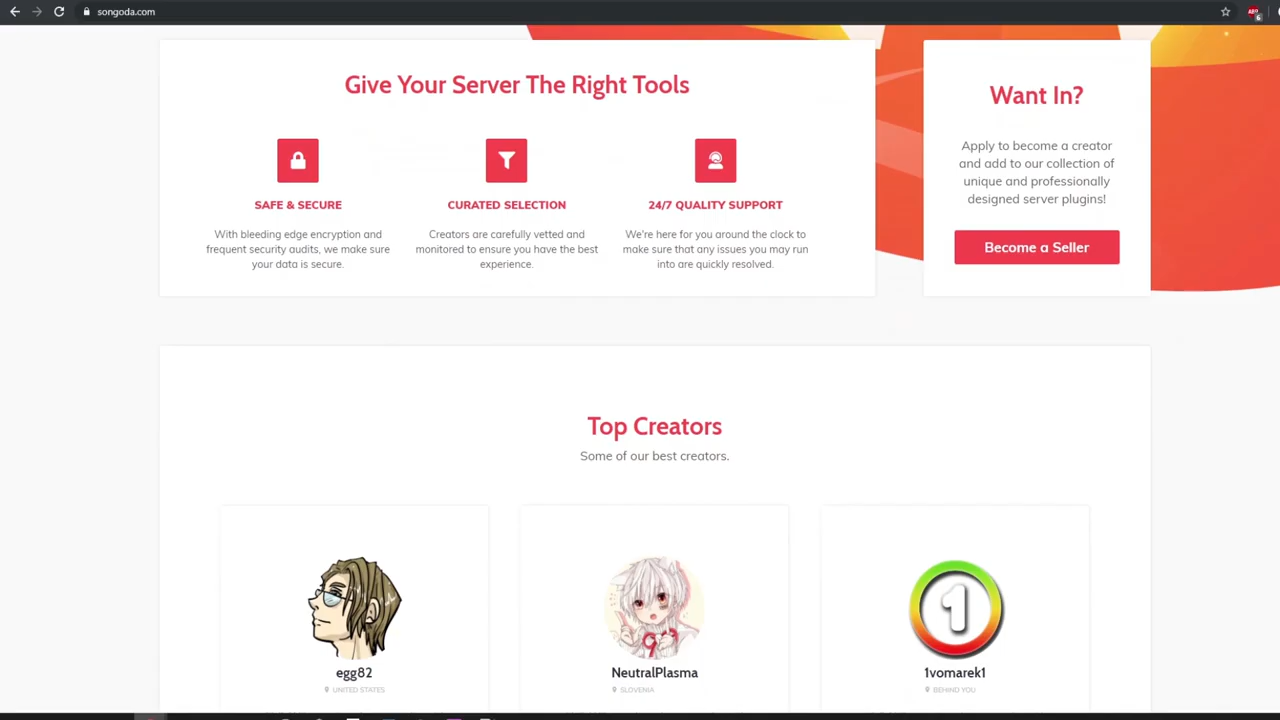 songoda.com
ABP
6
Give Your Server The Right Tools
SAFE & SECURE
With bleeding edge encryption and
frequent security audits, we make sure
your data is secure.
CURATED SELECTION
Creators are carefully vetted and
monitored to ensure you have the best
experience.
24/7 QUALITY SUPPORT
We're here for you around the clock to
make sure that any issues you may run
into are quickly resolved.
Want In?
Apply to become a creator
and add to our collection of
unique and professionally
designed server plugins!
Become a Seller
Top Creators
Some of our best creators.
egg82
UNITED STATES
NeutralPlasma
SLOVENIA
1
1vomarek1
BEHIND YOU